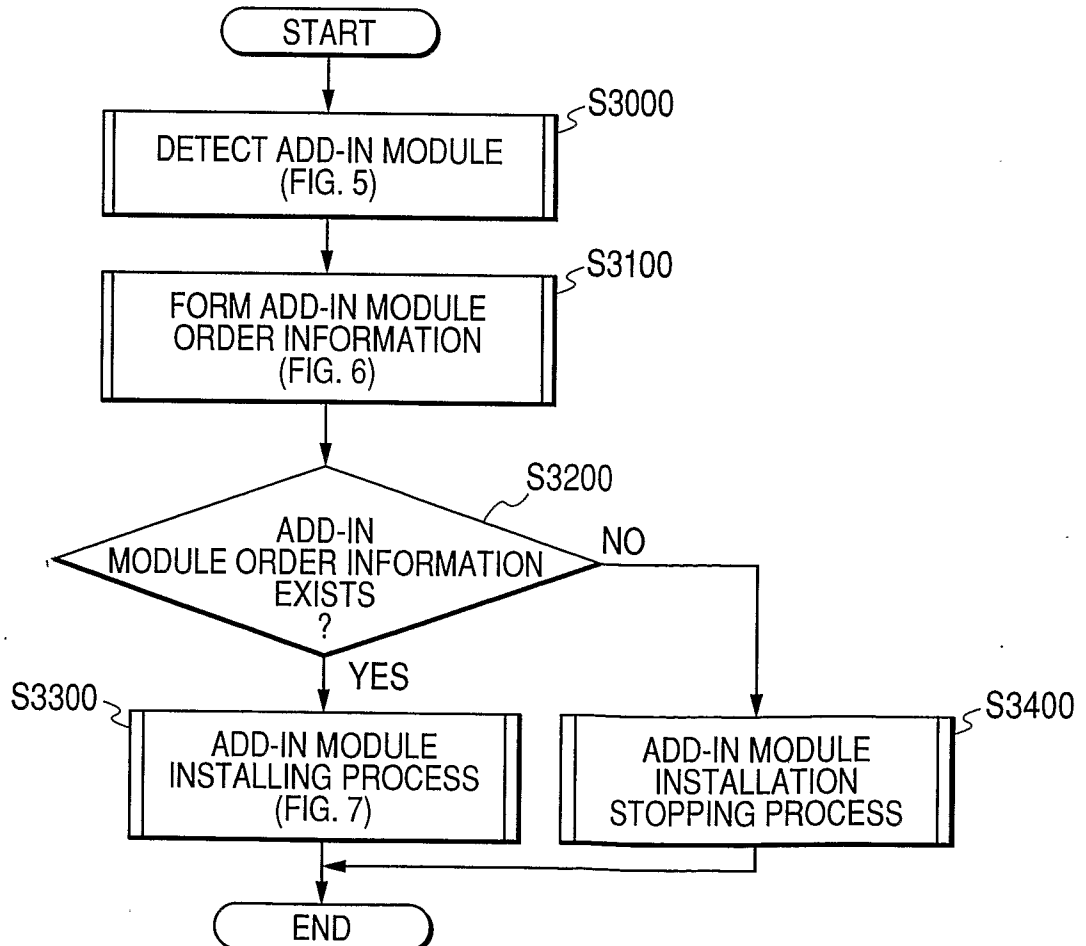 START
S3000
DETECT ADD-IN MODULE
(FIG. 5)
S3100
FORM ADD-IN MODULE
ORDER INFORMATION
(FIG. 6)
S3200
ADD-IN
MODULE ORDER INFORMATION
EXISTS
?
NO
YES
S3300
ADD-IN MODULE
INSTALLING PROCESS
(FIG. 7)
S3400
ADD-IN MODULE
INSTALLATION
STOPPING PROCESS
END